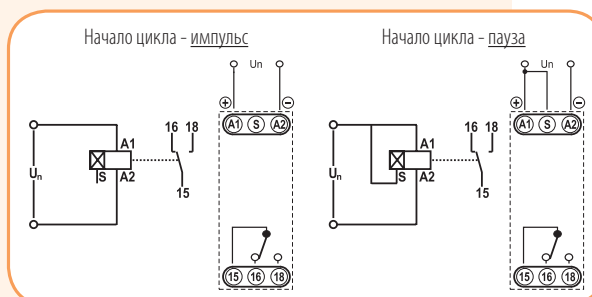 Начало цикла - импульс
Un
+ −
A1 S A2
16 18
A1
Un
S A2
15
15 16 18
Начало цикла - пауза
Un
+ −
A1 S A2
16 18
A1
Un
S A2
15
15 16 18